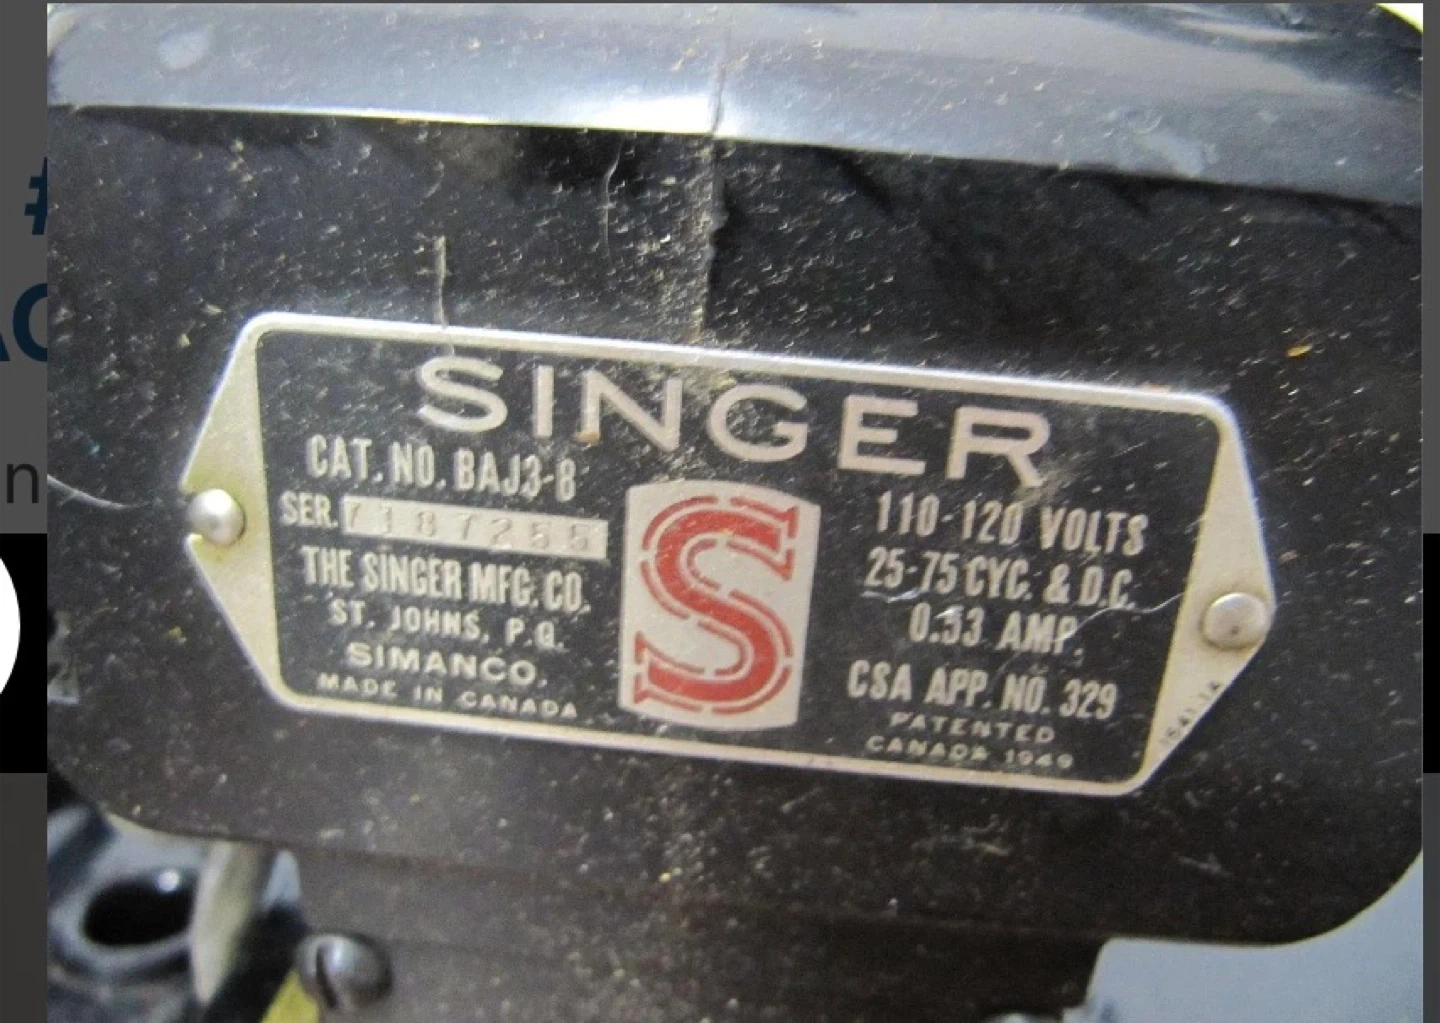 SINGER
CAT. NO. BAJ3-8
SER. 7187255
THE SINGER MFG. CO.
ST. JOHNS, P.Q.
SIMANCO.
MADE IN CANADA
S
110-120 VOLTS
25-75 CYC. & D.C.
0.53 AMP.
CSA APP. NO. 329
PATENTED
CANADA 1949